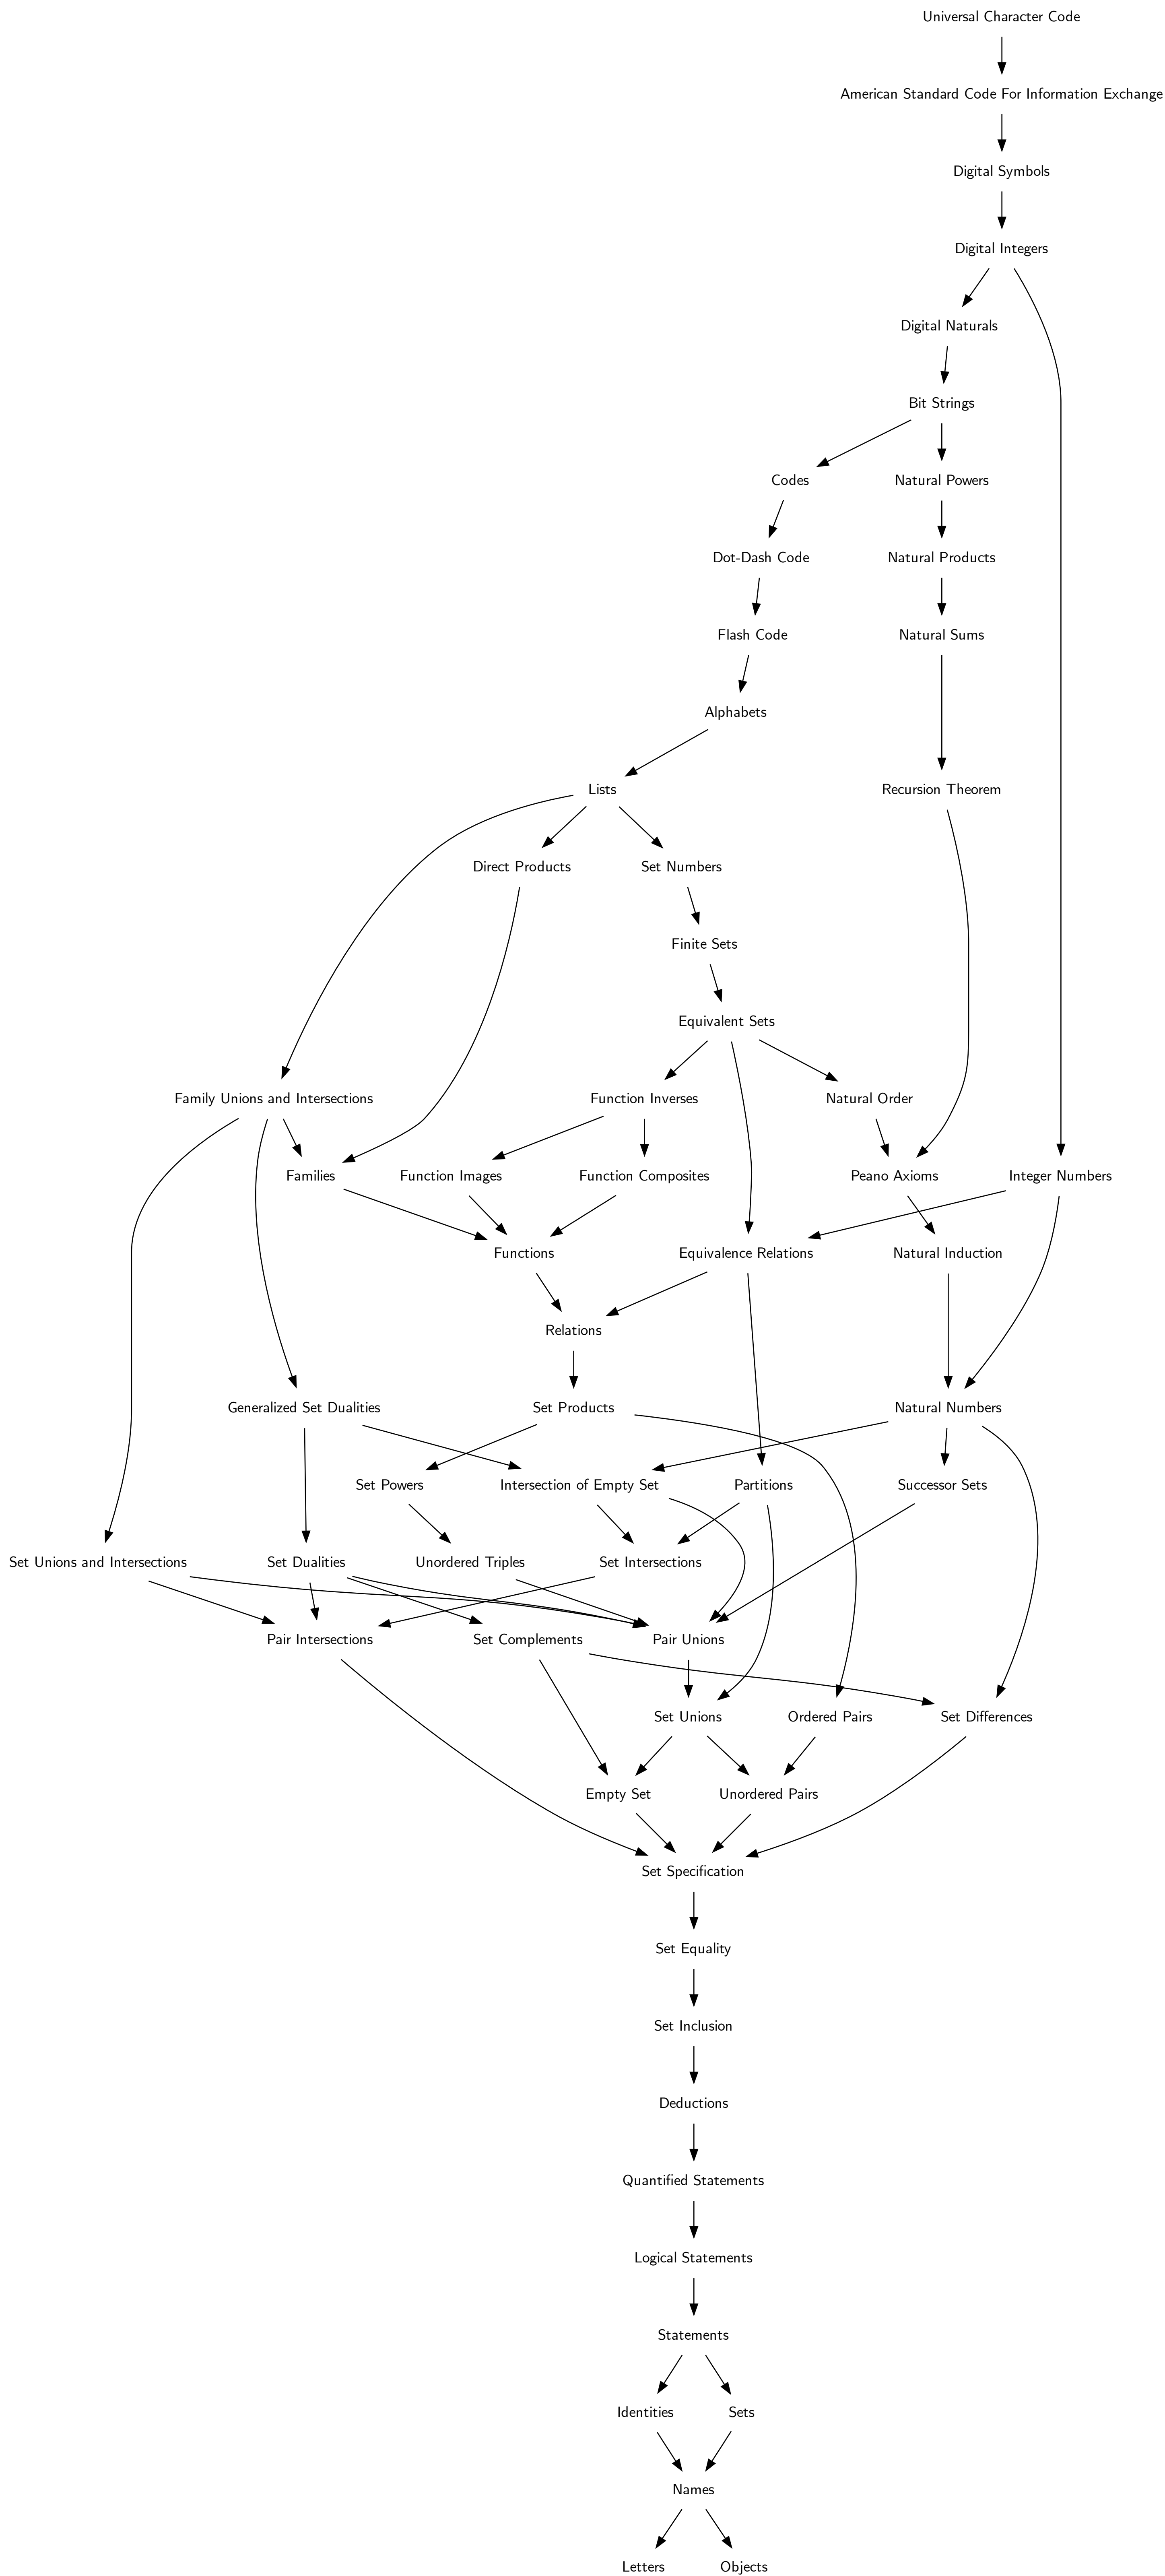 Universal Character Code
American Standard Code For Information Exchange
Digital Symbols
Digital Integers
Digital Naturals
Bit Strings
Codes
Natural Powers
Dot-Dash Code
Natural Products
Flash Code
Natural Sums
Alphabets
Lists
Recursion Theorem
Direct Products
Set Numbers
Finite Sets
Equivalent Sets
Family Unions and Intersections
Function Inverses
Natural Order
Families
Function Images
Function Composites
Peano Axioms
Integer Numbers
Functions
Equivalence Relations
Natural Induction
Relations
Generalized Set Dualities
Set Products
Natural Numbers
Set Powers
Intersection of Empty Set
Partitions
Successor Sets
Set Unions and Intersections
Set Dualities
Unordered Triples
Set Intersections
Pair Intersections
Set Complements
Pair Unions
Set Unions
Ordered Pairs
Set Differences
Empty Set
Unordered Pairs
Set Specification
Set Equality
Set Inclusion
Deductions
Quantified Statements
Logical Statements
Statements
Identities
Sets
Names
Letters
Objects